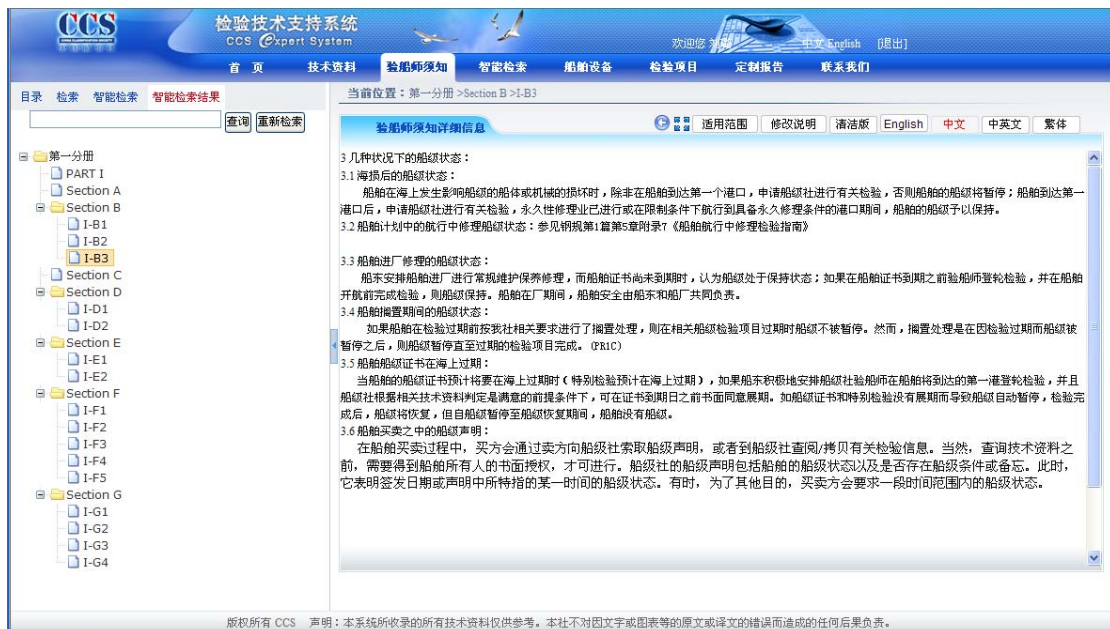 CCS
CHINA CLASSIFICATION SOCIETY
检验技术支持系统
CCS @Xpert System
欢迎您
中文 English [退出]
首 页 技术资料 验船师须知 智能检索 船舶设备 检验项目 定制报告 联系我们
目录 检索 智能检索 智能检索结果
当前位置：第一分册 >Section B >I-B3
查询 重新检索
验船师须知详细信息
适用范围 修改说明 清洁版 English 中文 中英文 繁体
第一分册
PART I
Section A
Section B
I-B1
I-B2
I-B3
Section C
Section D
I-D1
I-D2
Section E
I-E1
I-E2
Section F
I-F1
I-F2
I-F3
I-F4
I-F5
Section G
I-G1
I-G2
I-G3
I-G4
3 几种状况下的船级状态：
3.1 海损后的船级状态：
船舶在海上发生影响船级的船体或机械的损坏时，除非在船舶到达第一个港口，申请船级社进行有关检验，否则船舶的船级将暂停；船舶到达第一
港口后，申请船级社进行有关检验，永久性修理业已进行或在限制条件下航行到具备永久修理条件的港口期间，船舶的船级予以保持。
3.2 船舶计划中的航行中修理船级状态：参见钢规第1篇第5章附录7《船舶航行中修理检验指南》
3.3 船舶进厂修理的船级状态：
船东安排船舶进厂进行常规维护保养修理，而船舶证书尚未到期时，认为船级处于保持状态；如果在船舶证书到期之前验船师登轮检验，并在船舶
开航前完成检验，则船级保持。船舶在厂期间，船舶安全由船东和船厂共同负责。
3.4 船舶搁置期间的船级状态：
如果船舶在检验过期前按我社相关要求进行了搁置处理，则在相关船级检验项目过期时船级不被暂停。然而，搁置处理是在因检验过期而船级被
暂停之后，则船级暂停直至过期的检验项目完成。(PR1C)
3.5 船舶船级证书在海上过期：
当船舶的船级证书预计将要在海上过期时（特别检验预计在海上过期），如果船东积极地安排船级社验船师在船舶将到达的第一港登轮检验，并且
船级社根据相关技术资料判定是满意的前提条件下，可在证书到期日之前书面同意展期。如船级证书和特别检验没有展期而导致船级自动暂停，检验完
成后，船级将恢复，但自船级暂停至船级恢复期间，船舶没有船级。
3.6 船舶买卖之中的船级声明：
在船舶买卖过程中，买方会通过卖方向船级社索取船级声明，或者到船级社查阅/拷贝有关检验信息。当然，查询技术资料之
前，需要得到船舶所有人的书面授权，才可进行。船级社的船级声明包括船舶的船级状态以及是否存在船级条件或备忘。此时，
它表明签发日期或声明中所特指的某一时间的船级状态。有时，为了其他目的，买卖方会要求一段时间范围内的船级状态。
版权所有 CCS 声明：本系统所收录的所有技术资料仅供参考。本社不对因文字或图表等的原文或译文的错误而造成的任何后果负责。